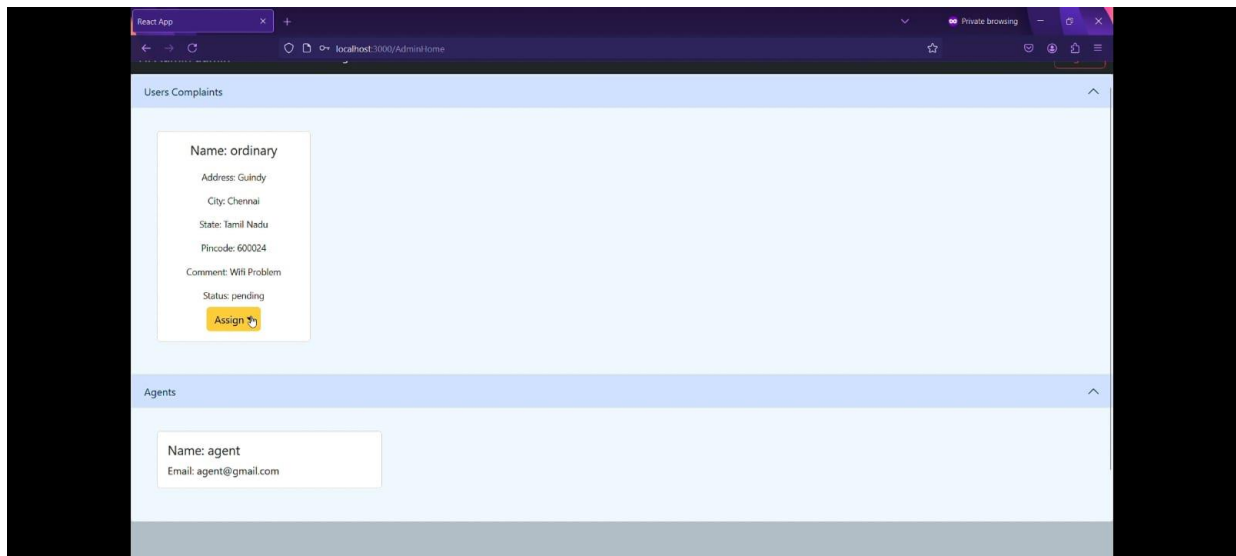 React App
Private browsing
localhost:3000/AdminHome
Users Complaints
Name: ordinary
Address: Guindy
City: Chennai
State: Tamil Nadu
Pincode: 600024
Comment: Wifi Problem
Status: pending
Assign
Agents
Name: agent
Email: agent@gmail.com